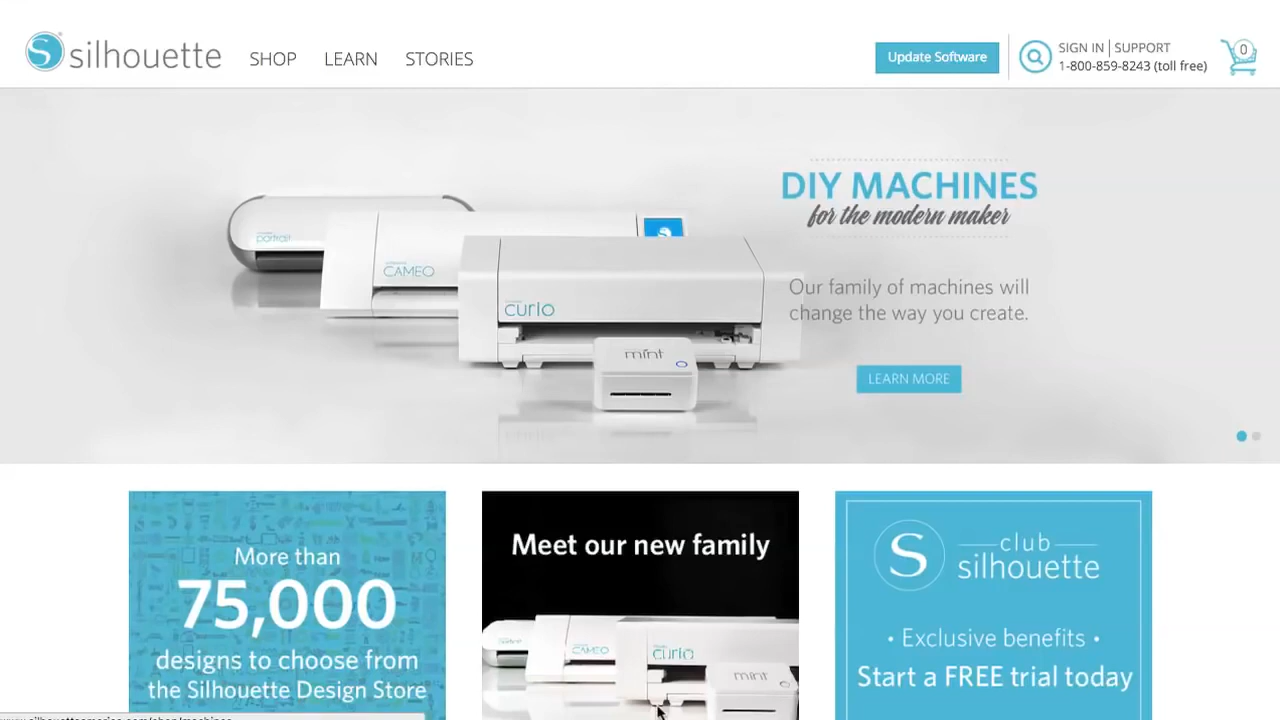 silhouette
SHOP
LEARN
STORIES
Update Software
SIGN IN | SUPPORT
1-800-859-8243 (toll free)
0
DIY MACHINES
for the modern maker
portrait
CAMEO
curio
mint
Our family of machines will
change the way you create.
LEARN MORE
More than
75,000
designs to choose from
the Silhouette Design Store
Meet our new family
CAMEO
curio
mint
S
club
silhouette
• Exclusive benefits •
Start a FREE trial today